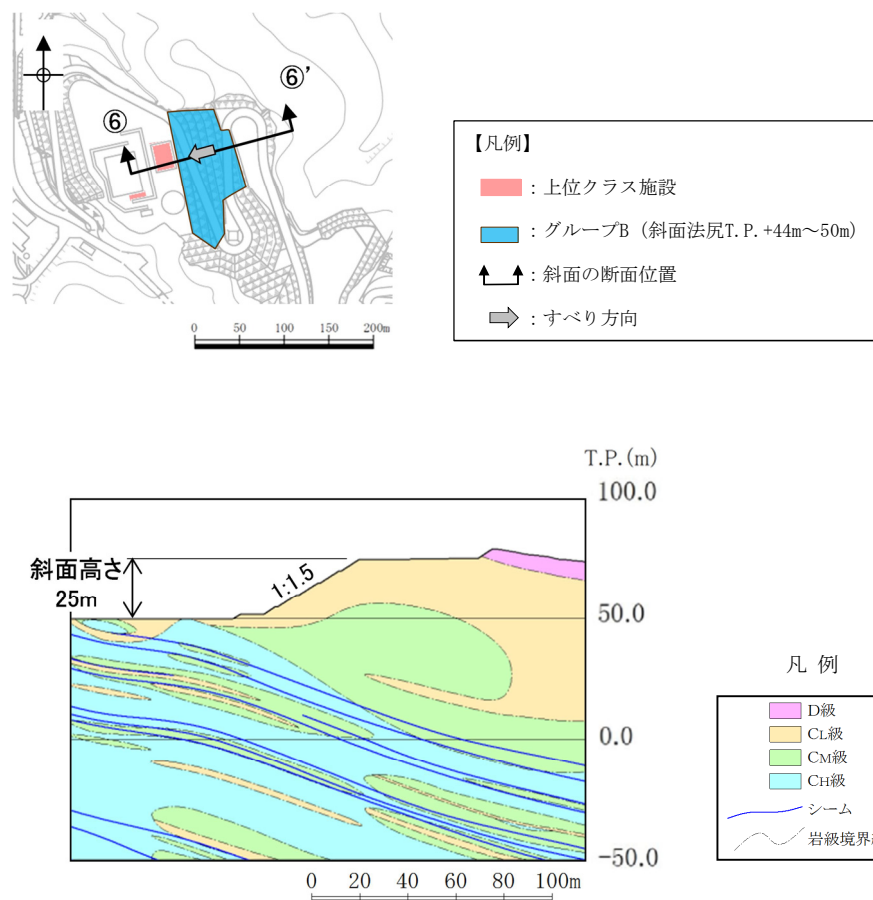 ⑥
⑥’
0 50 100 150 200m
【凡例】
：上位クラス施設
：グループB（斜面法尻T.P.+44m～50m）
：斜面の断面位置
：すべり方向
T.P.(m)
100.0
斜面高さ
25m
1:1.5
50.0
0.0
-50.0
0 20 40 60 80 100m
凡 例
D級
CL級
CM級
CH級
シーム
岩級境界